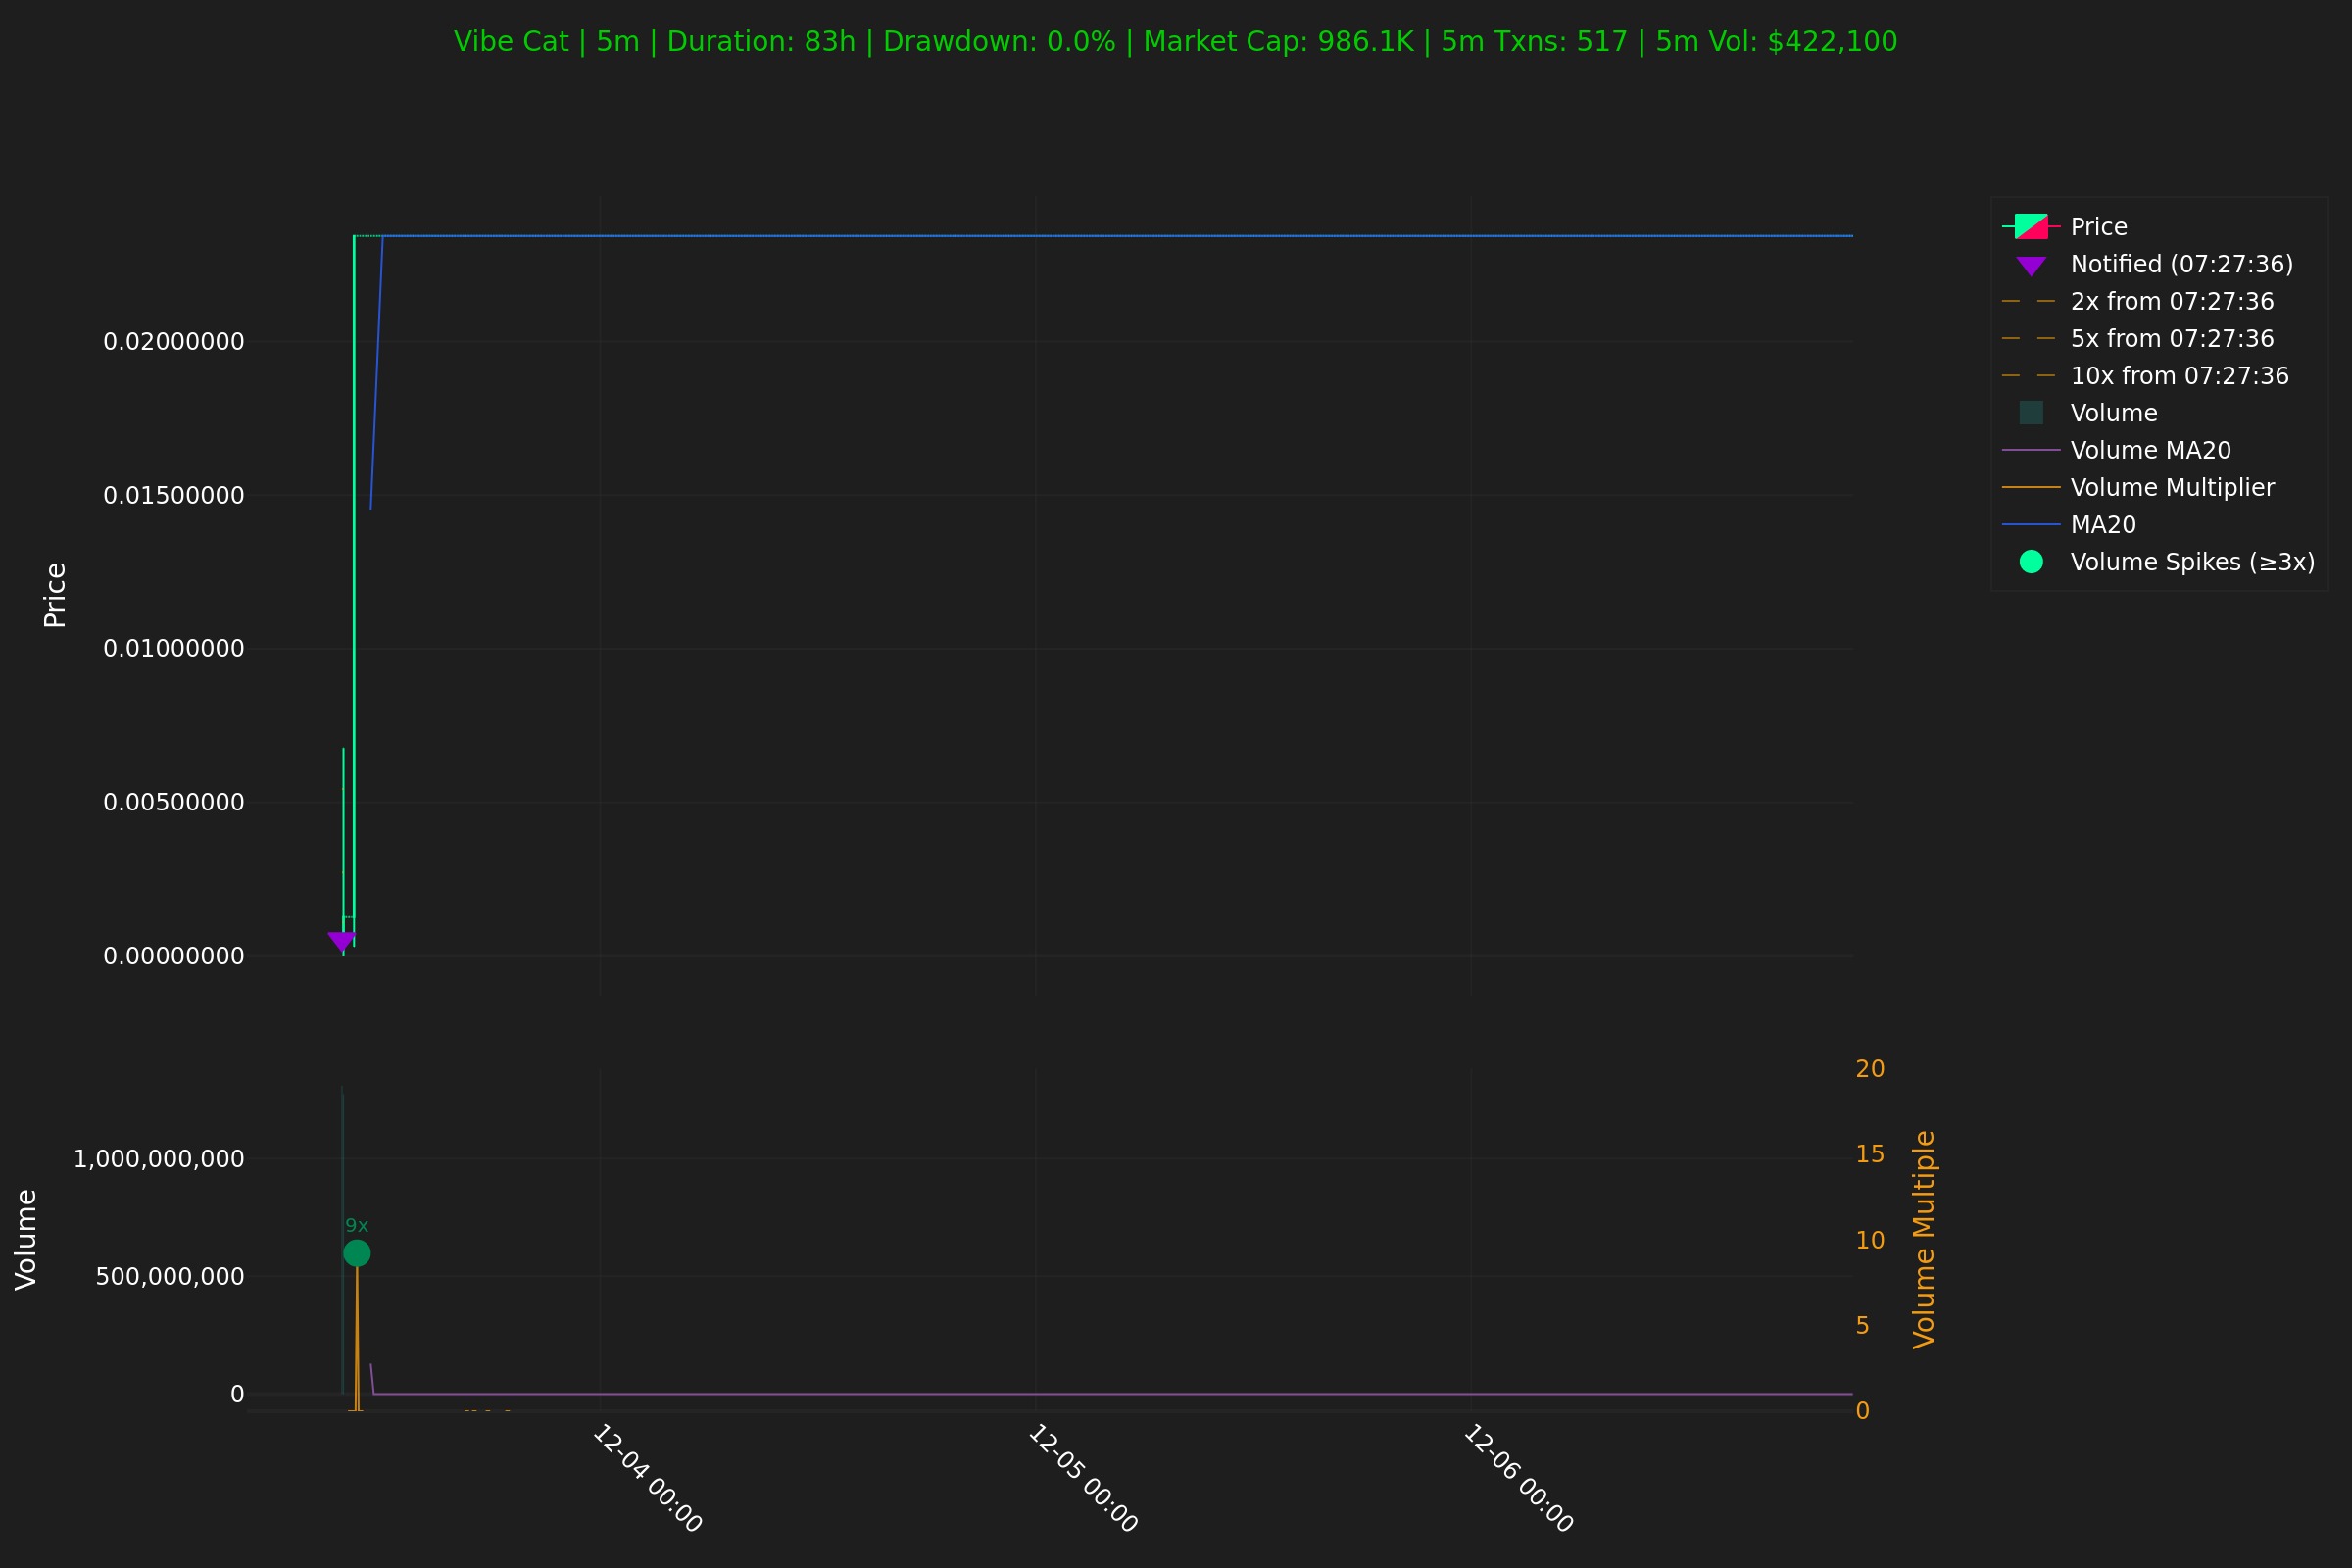 Vibe Cat | 5m | Duration: 83h | Drawdown: 0.0% | Market Cap: 986.1K | 5m Txns: 517 | 5m Vol: $422,100
Price
0.02000000
0.01500000
0.01000000
0.00500000
0.00000000
Price
Notified (07:27:36)
2x from 07:27:36
5x from 07:27:36
10x from 07:27:36
Volume
Volume MA20
Volume Multiplier
MA20
Volume Spikes (≥3x)
Volume
1,000,000,000
500,000,000
0
9x
20
15
10
5
0
Volume Multiple
12-04 00:00
12-05 00:00
12-06 00:00